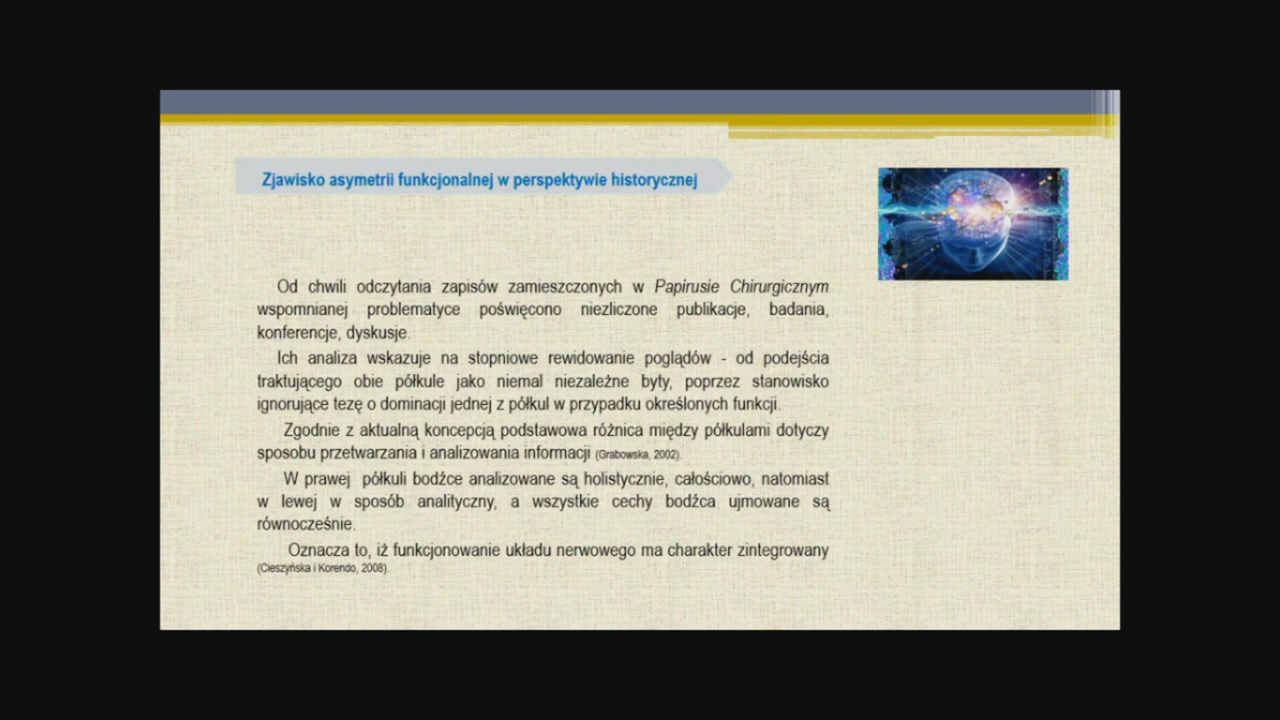 Zjawisko asymetrii funkcjonalnej w perspektywie historycznej
Od chwili odczytania zapisów zamieszczonych w Papirusie Chirurgicznym
wspomnianej problematyce poświęcono niezliczone publikacje, badania,
konferencje, dyskusje.
Ich analiza wskazuje na stopniowe rewidowanie poglądów - od podejścia
traktującego obie półkule jako niemal niezależne byty, poprzez stanowisko
ignorujące tezę o dominacji jednej z półkul w przypadku określonych funkcji.
Zgodnie z aktualną koncepcją podstawowa różnica między półkulami dotyczy
sposobu przetwarzania i analizowania informacji (Grabowska, 2002).
W prawej półkuli bodźce analizowane są holistycznie, całościowo, natomiast
w lewej w sposób analityczny, a wszystkie cechy bodźca ujmowane są
równocześnie.
Oznacza to, iż funkcjonowanie układu nerwowego ma charakter zintegrowany
(Cieszyńska i Korendo, 2008).